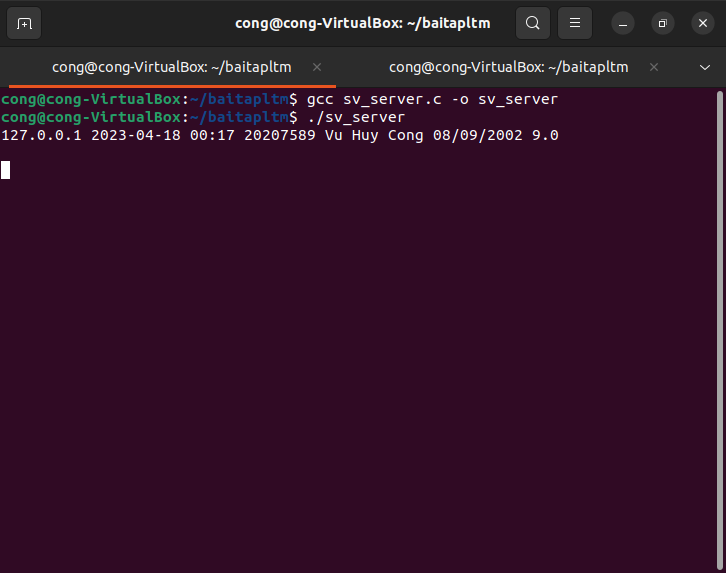 cong@cong-VirtualBox: ~/baitapltm
cong@cong-VirtualBox: ~/baitapltm
cong@cong-VirtualBox: ~/baitapltm
cong@cong-VirtualBox:~/baitapltm$ gcc sv_server.c -o sv_server
cong@cong-VirtualBox:~/baitapltm$ ./sv_server
127.0.0.1 2023-04-18 00:17 20207589 Vu Huy Cong 08/09/2002 9.0